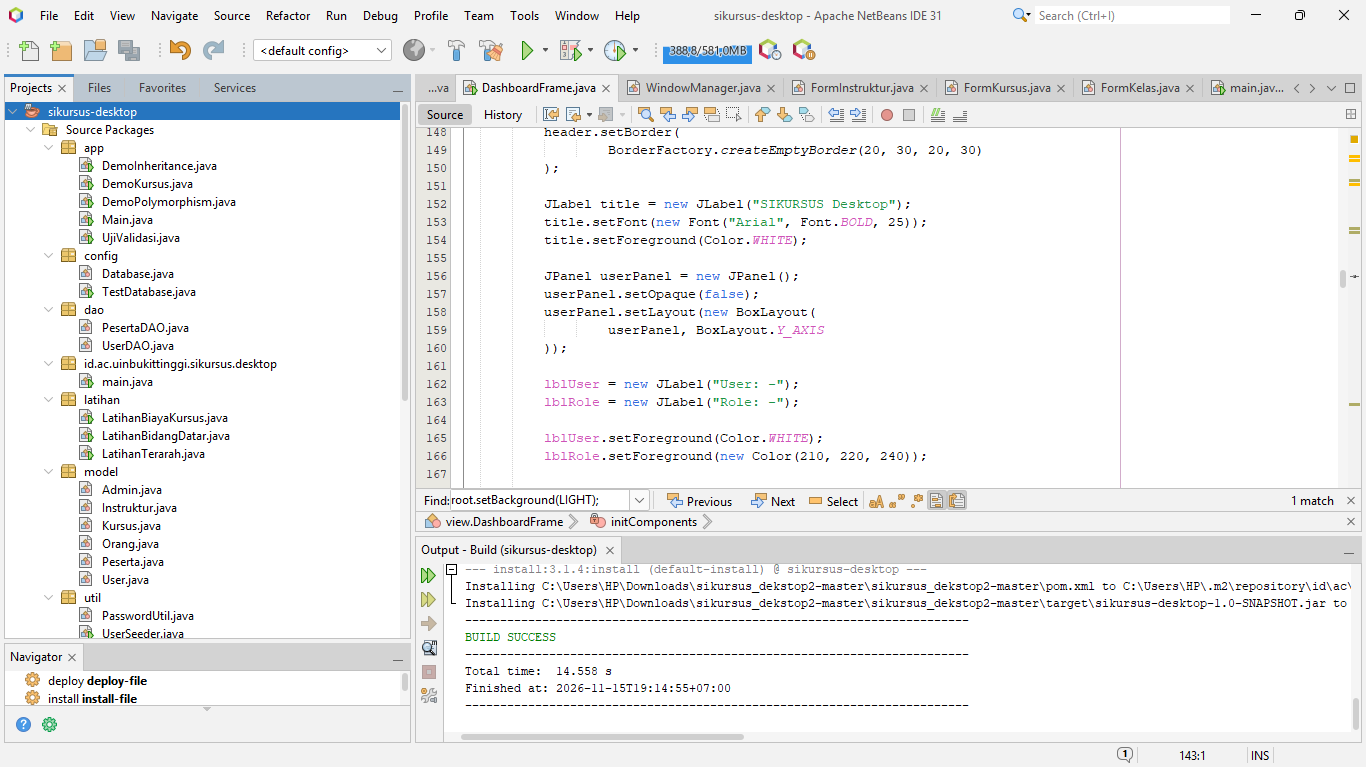 File Edit View Navigate Source Refactor Run Debug Profile Team Tools Window Help
sikursus-desktop - Apache NetBeans IDE 31
Search (Ctrl+I)
<default config>
388,8/581,0MB
Projects Files Favorites Services
sikursus-desktop
Source Packages
app
DemoInheritance.java
DemoKursus.java
DemoPolymorphism.java
Main.java
UjiValidasi.java
config
Database.java
TestDatabase.java
dao
PesertaDAO.java
UserDAO.java
id.ac.uinbukittinggi.sikursus.desktop
main.java
latihan
LatihanBiayaKursus.java
LatihanBidangDatar.java
LatihanTerarah.java
model
Admin.java
Instruktur.java
Kursus.java
Orang.java
Peserta.java
User.java
util
PasswordUtil.java
UserSeeder.java
Navigator
deploy deploy-file
install install-file
...va DashboardFrame.java WindowManager.java FormInstruktur.java FormKursus.java FormKelas.java main.jav...
Source History
148 header.setBorder(
149 BorderFactory.createEmptyBorder(20, 30, 20, 30)
150 );
151
152 JLabel title = new JLabel("SIKURSUS Desktop");
153 title.setFont(new Font("Arial", Font.BOLD, 25));
154 title.setForeground(Color.WHITE);
155
156 JPanel userPanel = new JPanel();
157 userPanel.setOpaque(false);
158 userPanel.setLayout(new BoxLayout(
159 userPanel, BoxLayout.Y_AXIS
160 ));
161
162 lblUser = new JLabel("User: -");
163 lblRole = new JLabel("Role: -");
164
165 lblUser.setForeground(Color.WHITE);
166 lblRole.setForeground(new Color(210, 220, 240));
167
Find: root.setBackground(LIGHT); Previous Next Select aA 1 match
view.DashboardFrame initComponents
Output - Build (sikursus-desktop)
--- install:3.1.4:install (default-install) @ sikursus-desktop ---
Installing C:\Users\HP\Downloads\sikursus_dekstop2-master\sikursus_dekstop2-master\pom.xml to C:\Users\HP\.m2\repository\id\ac\
Installing C:\Users\HP\Downloads\sikursus_dekstop2-master\sikursus_dekstop2-master\target\sikursus-desktop-1.0-SNAPSHOT.jar to
------------------------------------------------------------------------
BUILD SUCCESS
------------------------------------------------------------------------
Total time:  14.558 s
Finished at: 2026-11-15T19:14:55+07:00
------------------------------------------------------------------------
1 143:1 INS